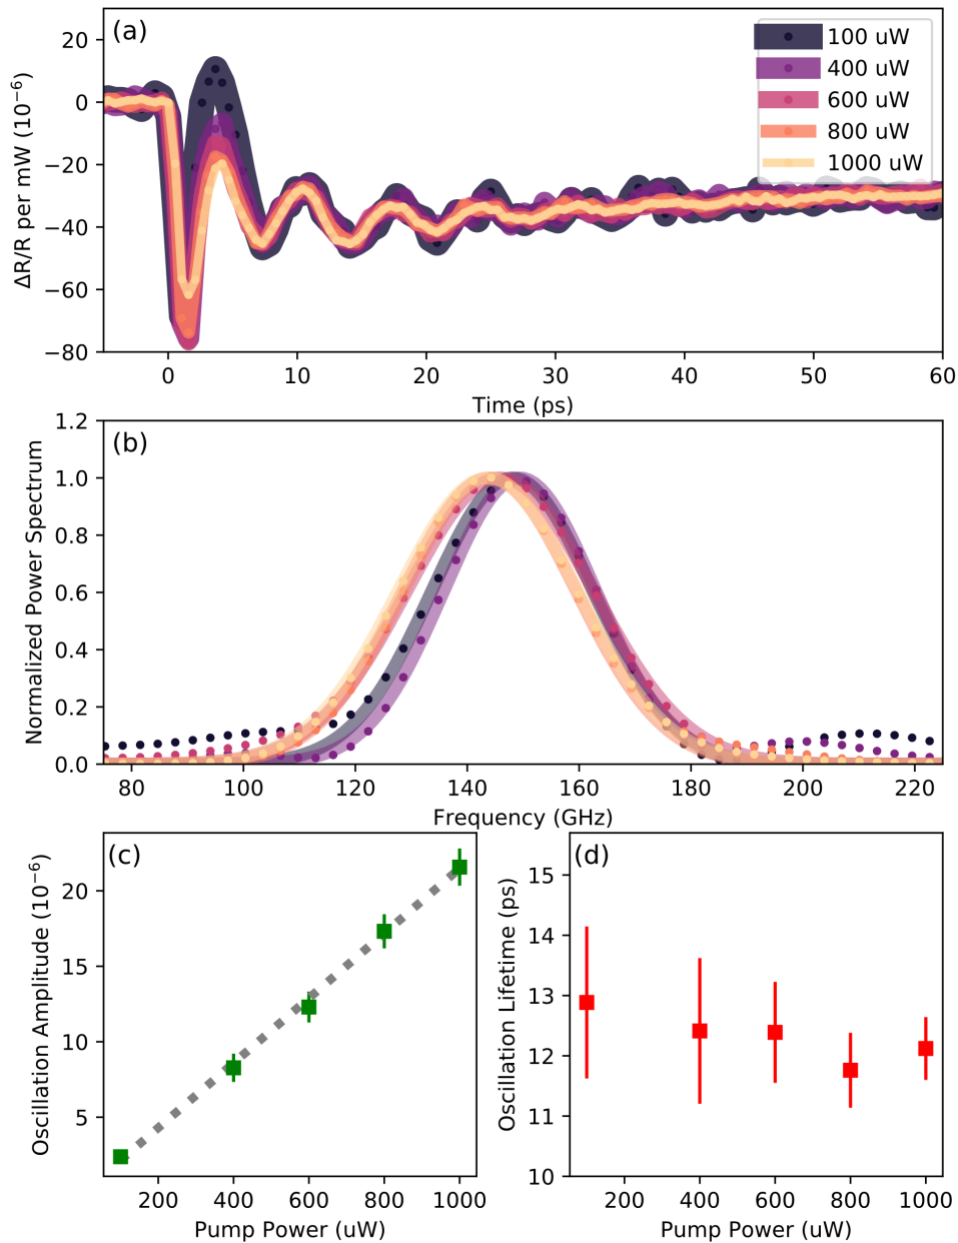 (a)
100 uW
400 uW
600 uW
800 uW
1000 uW
ΔR/R per mW (10⁻⁶)
20
0
−20
−40
−60
−80
0 10 20 30 40 50 60
Time (ps)
(b)
Normalized Power Spectrum
1.2
1.0
0.8
0.6
0.4
0.2
0.0
80 100 120 140 160 180 200 220
Frequency (GHz)
(c)
Oscillation Amplitude (10⁻⁶)
20
15
10
5
200 400 600 800 1000
Pump Power (uW)
(d)
Oscillation Lifetime (ps)
15
14
13
12
11
10
200 400 600 800 1000
Pump Power (uW)